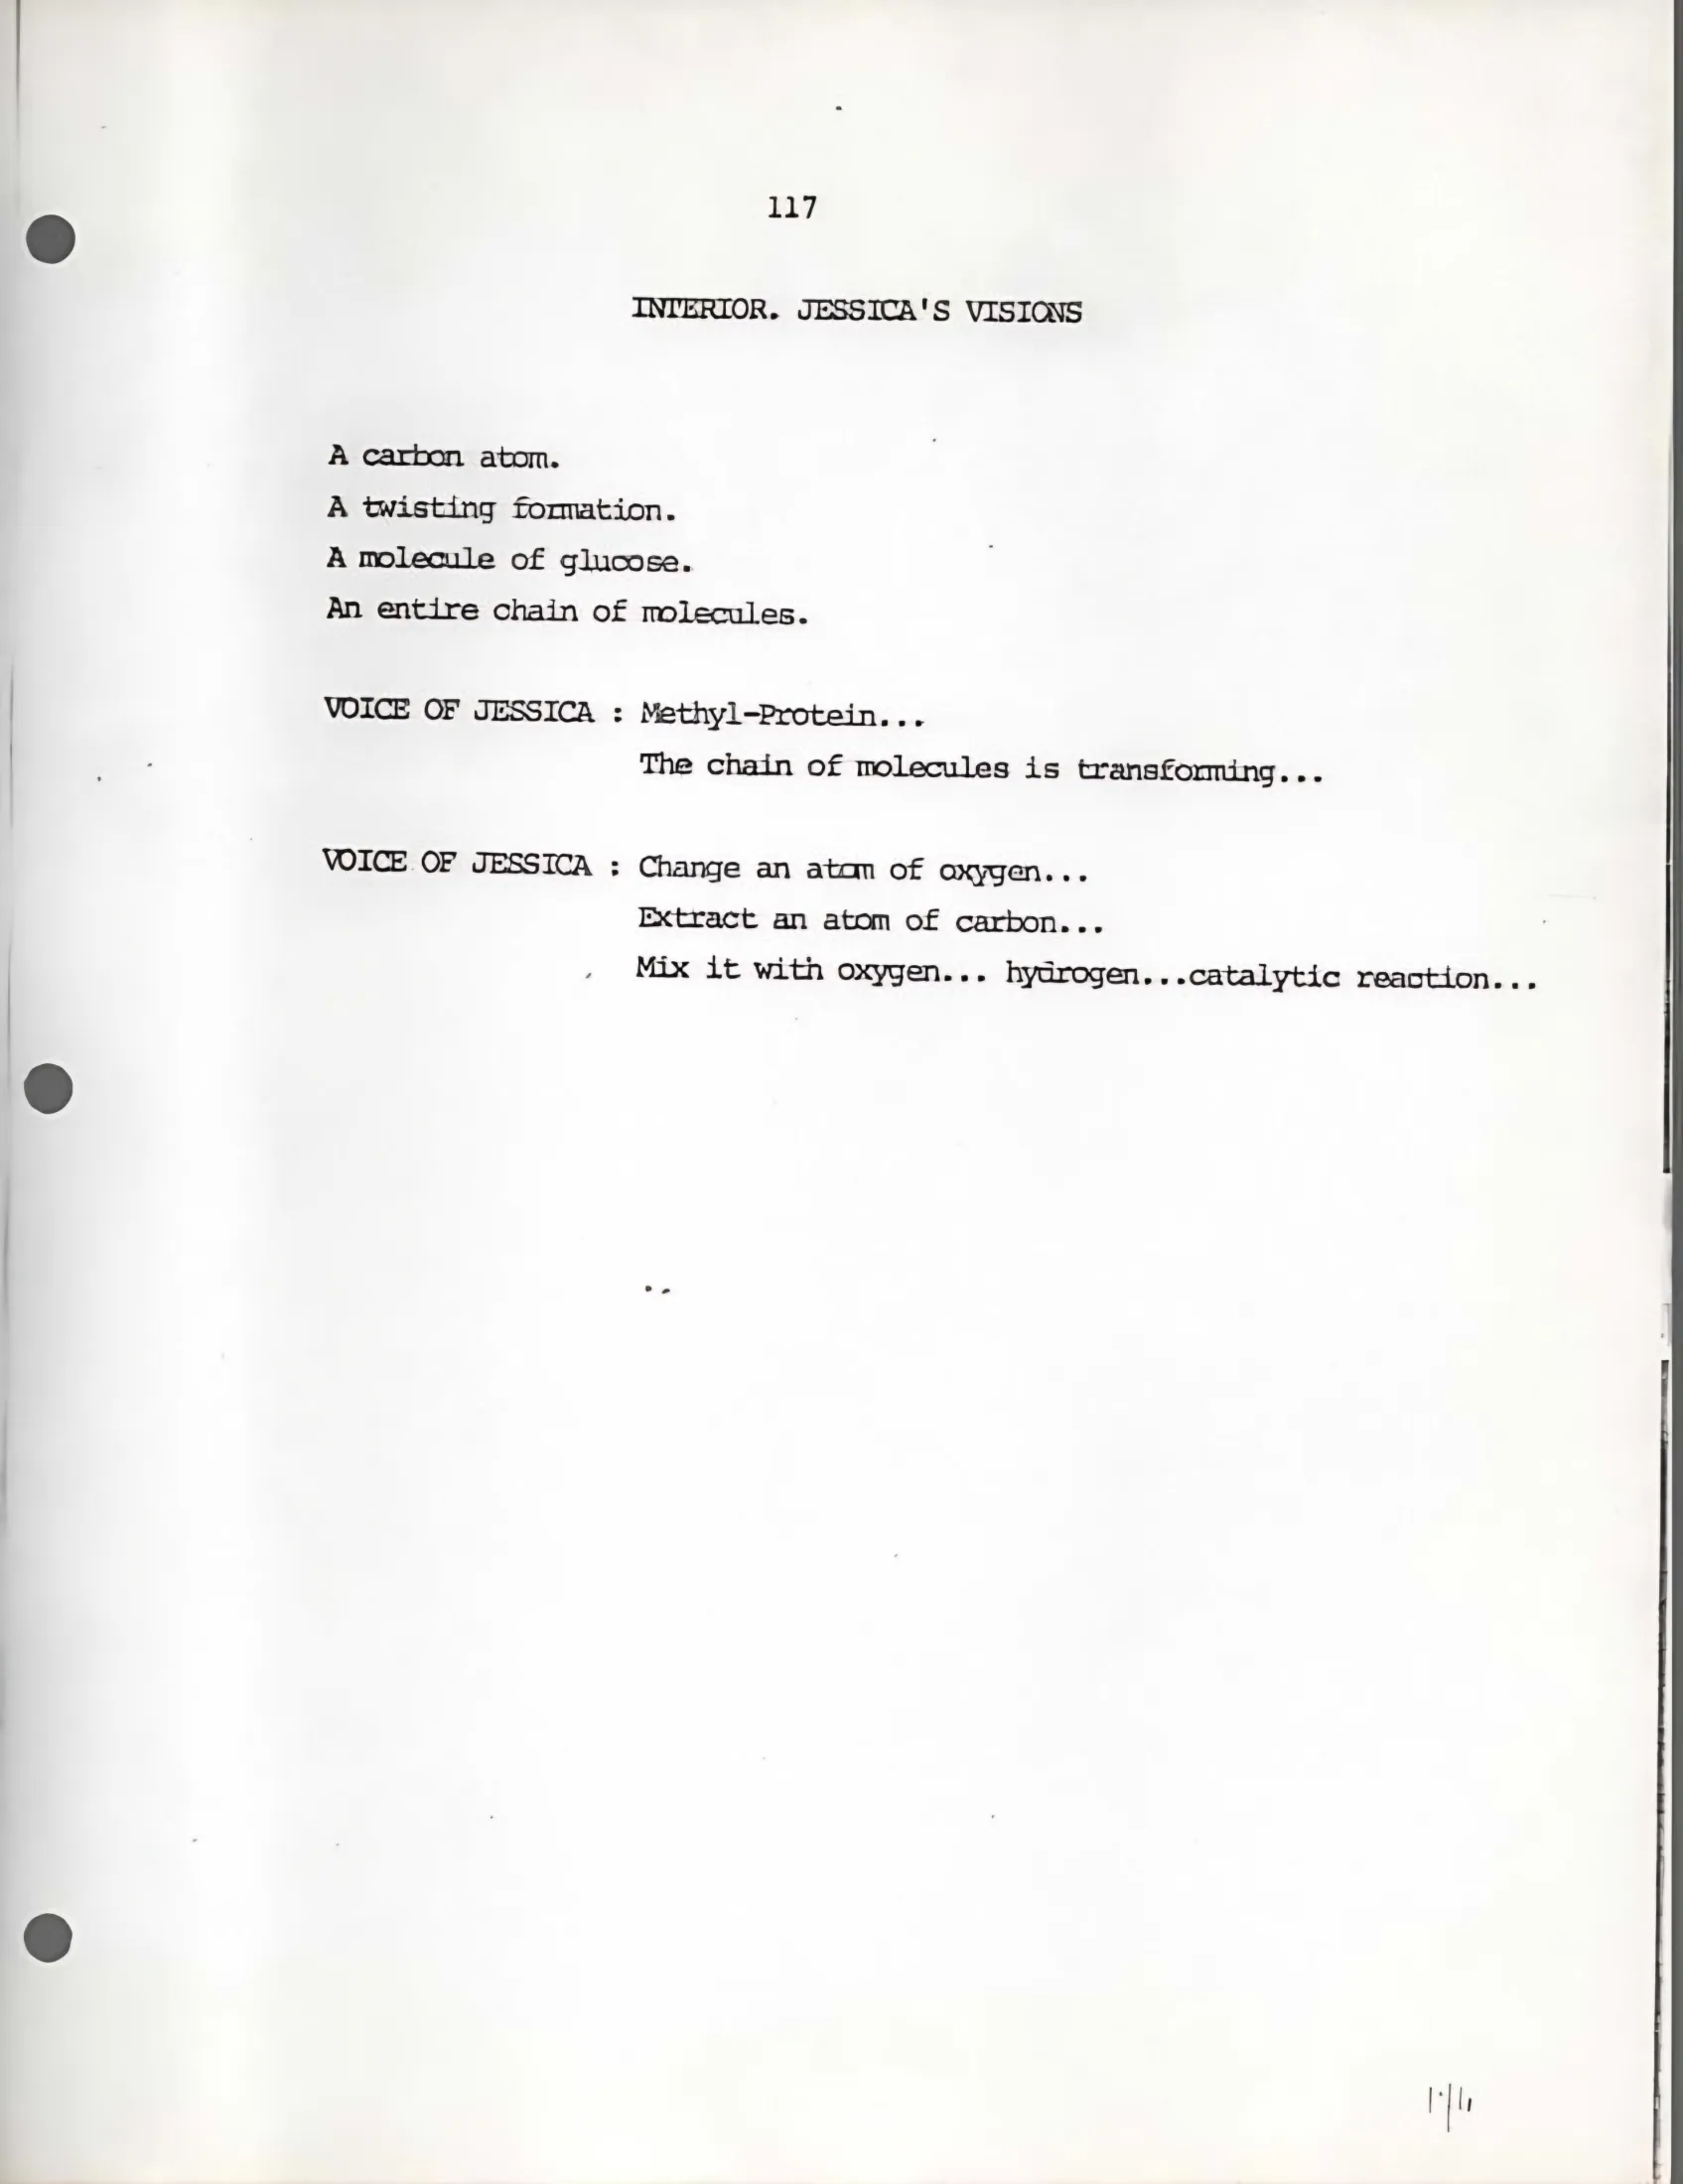 117
INTERIOR. JESSICA'S VISIONS
A carbon atom.
A twisting formation.
A molecule of glucose.
An entire chain of molecules.
VOICE OF JESSICA : Methyl-Protein...
The chain of molecules is transforming...
VOICE OF JESSICA : Change an atom of oxygen...
Extract an atom of carbon...
Mix it with oxygen... hydrogen...catalytic reaction...